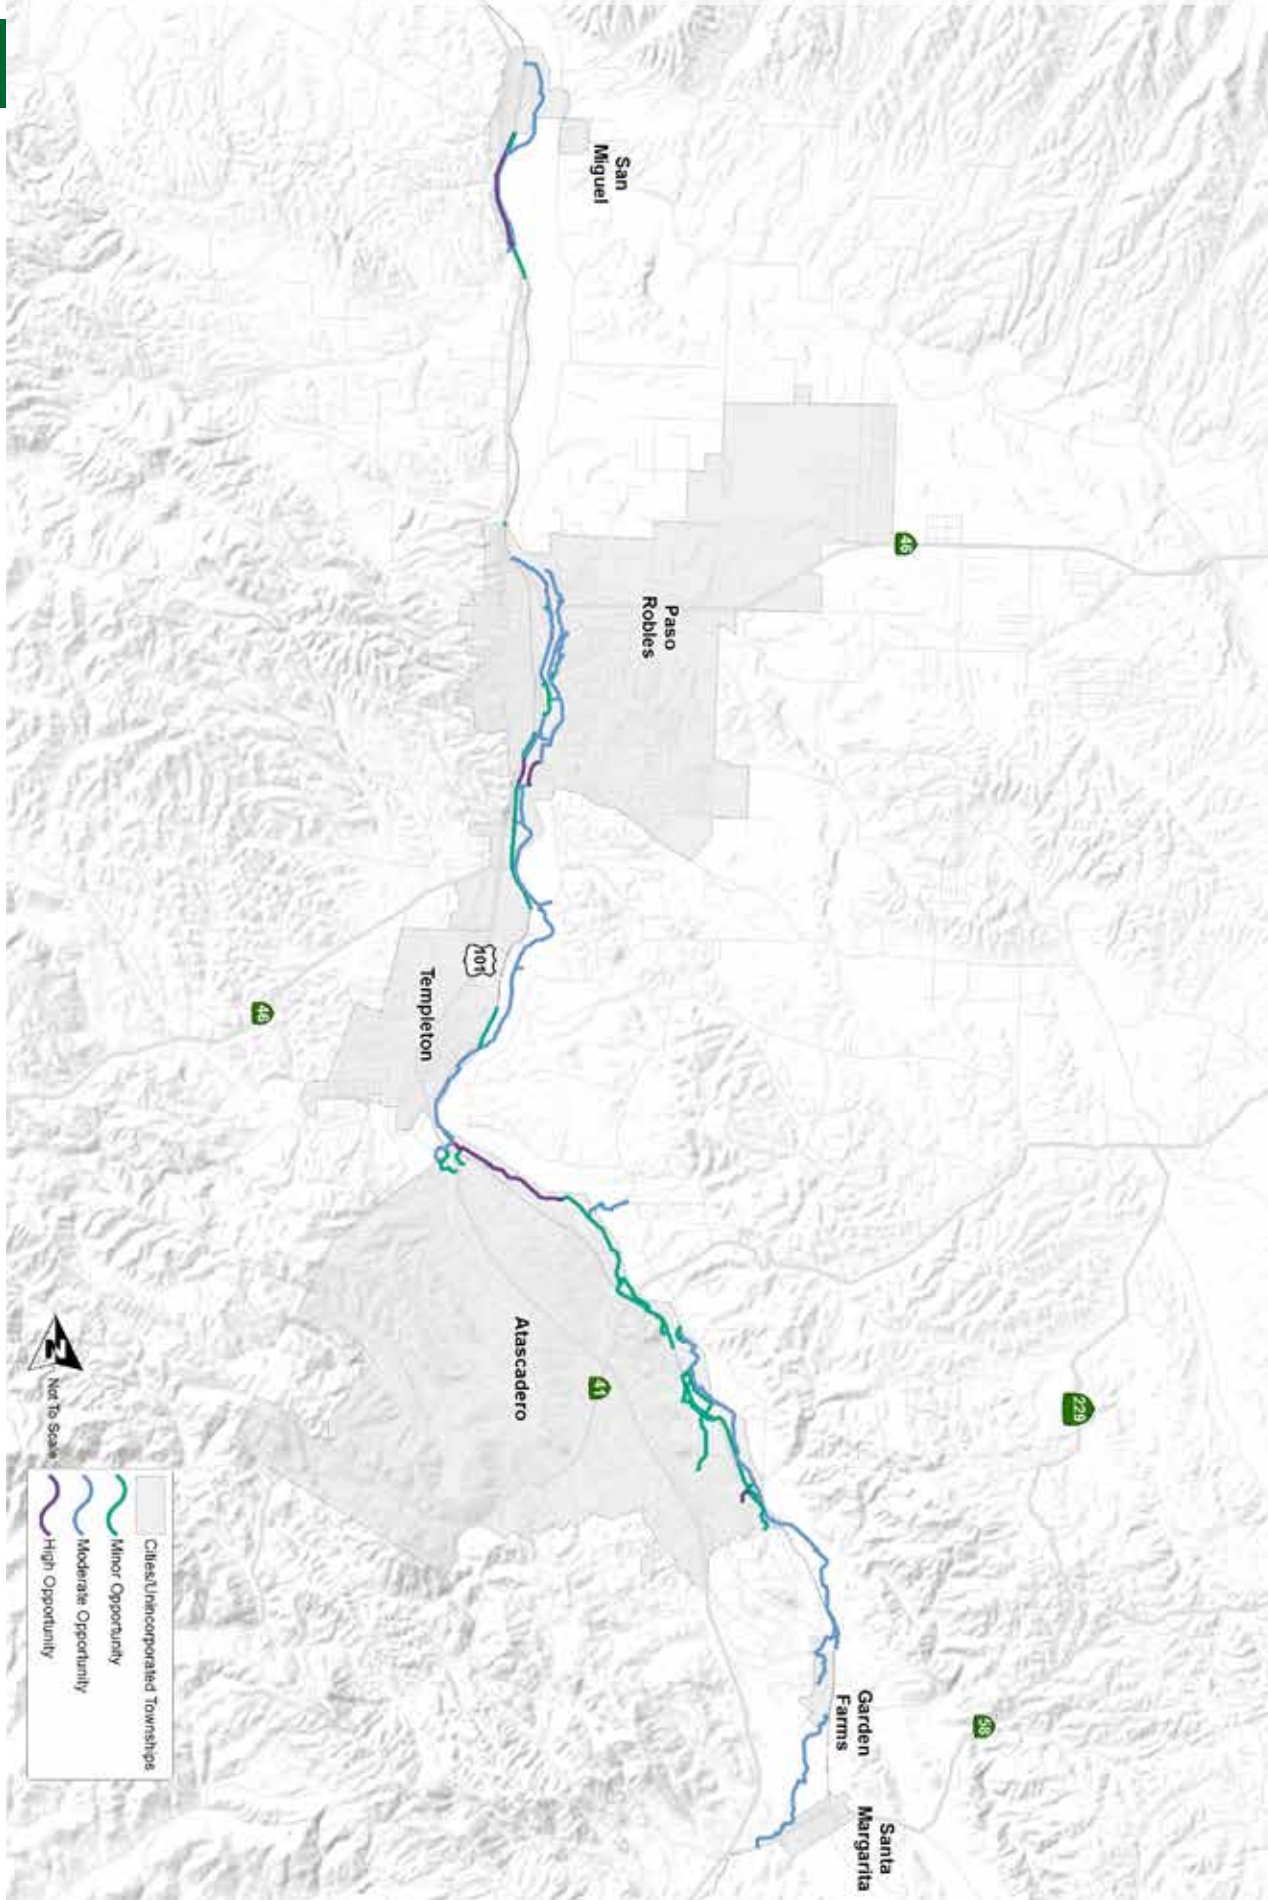 San
Miguel
46
Paso
Robles
101
Templeton
46
Atascadero
41
229
Garden
Farms
58
Santa
Margarita
N
Not To Scale
Cities/Unincorporated Townships
Minor Opportunity
Moderate Opportunity
High Opportunity